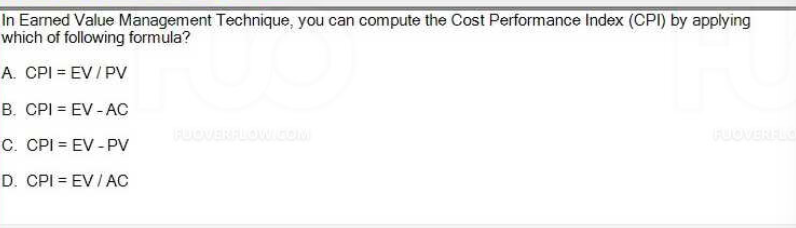 In Earned Value Management Technique, you can compute the Cost Performance Index (CPI) by applying
which of following formula?
A. CPI = EV / PV
B. CPI = EV - AC
FUOVERFLOW.COM
C. CPI = EV - PV
D. CPI = EV / AC